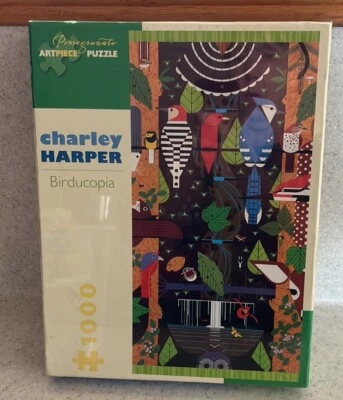 Pomegranate
ARTPIECE PUZZLE
charley
HARPER
Birducopia
1000